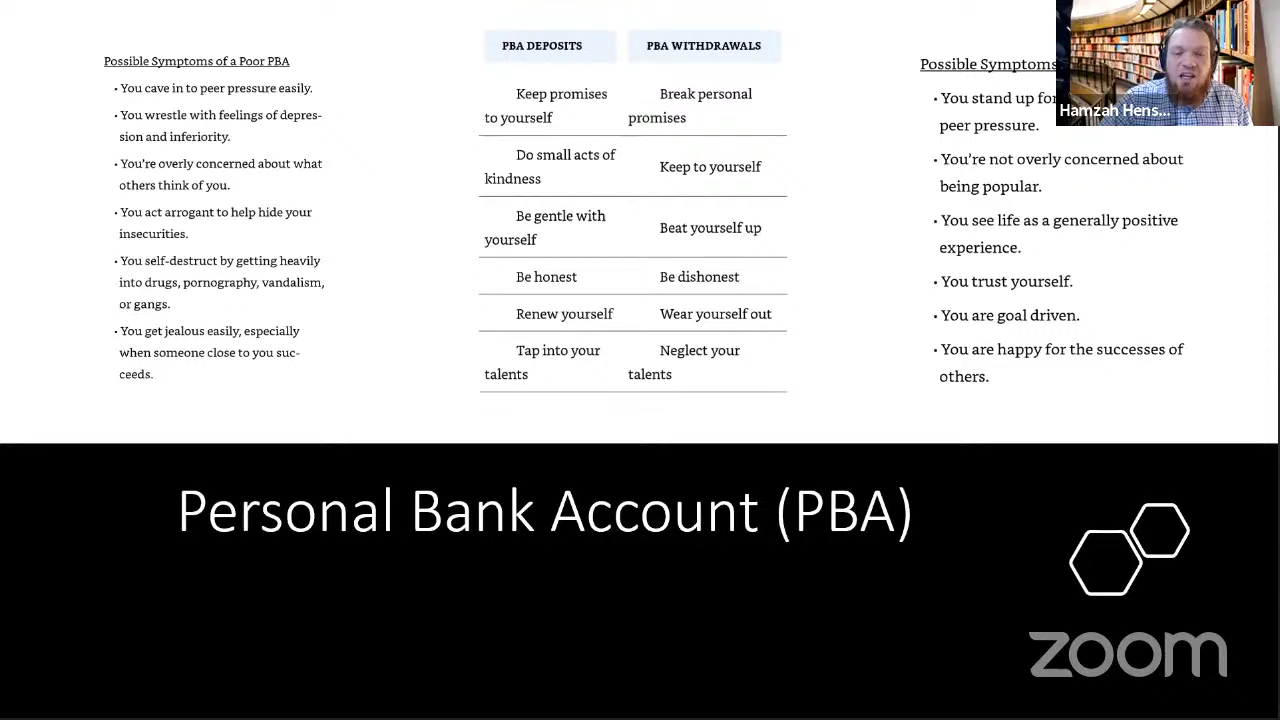 Possible Symptoms of a Poor PBA
• You cave in to peer pressure easily.
• You wrestle with feelings of depres-
sion and inferiority.
• You're overly concerned about what
others think of you.
• You act arrogant to help hide your
insecurities.
• You self-destruct by getting heavily
into drugs, pornography, vandalism,
or gangs.
• You get jealous easily, especially
when someone close to you suc-
ceeds.
PBA DEPOSITS PBA WITHDRAWALS
Keep promises
to yourself
Break personal
promises
Do small acts of
kindness
Keep to yourself
Be gentle with
yourself
Beat yourself up
Be honest Be dishonest
Renew yourself Wear yourself out
Tap into your
talents
Neglect your
talents
Possible Symptoms
• You stand up for
peer pressure.
• You're not overly concerned about
being popular.
• You see life as a generally positive
experience.
• You trust yourself.
• You are goal driven.
• You are happy for the successes of
others.
Hamzah Hens...
Personal Bank Account (PBA)
zoom